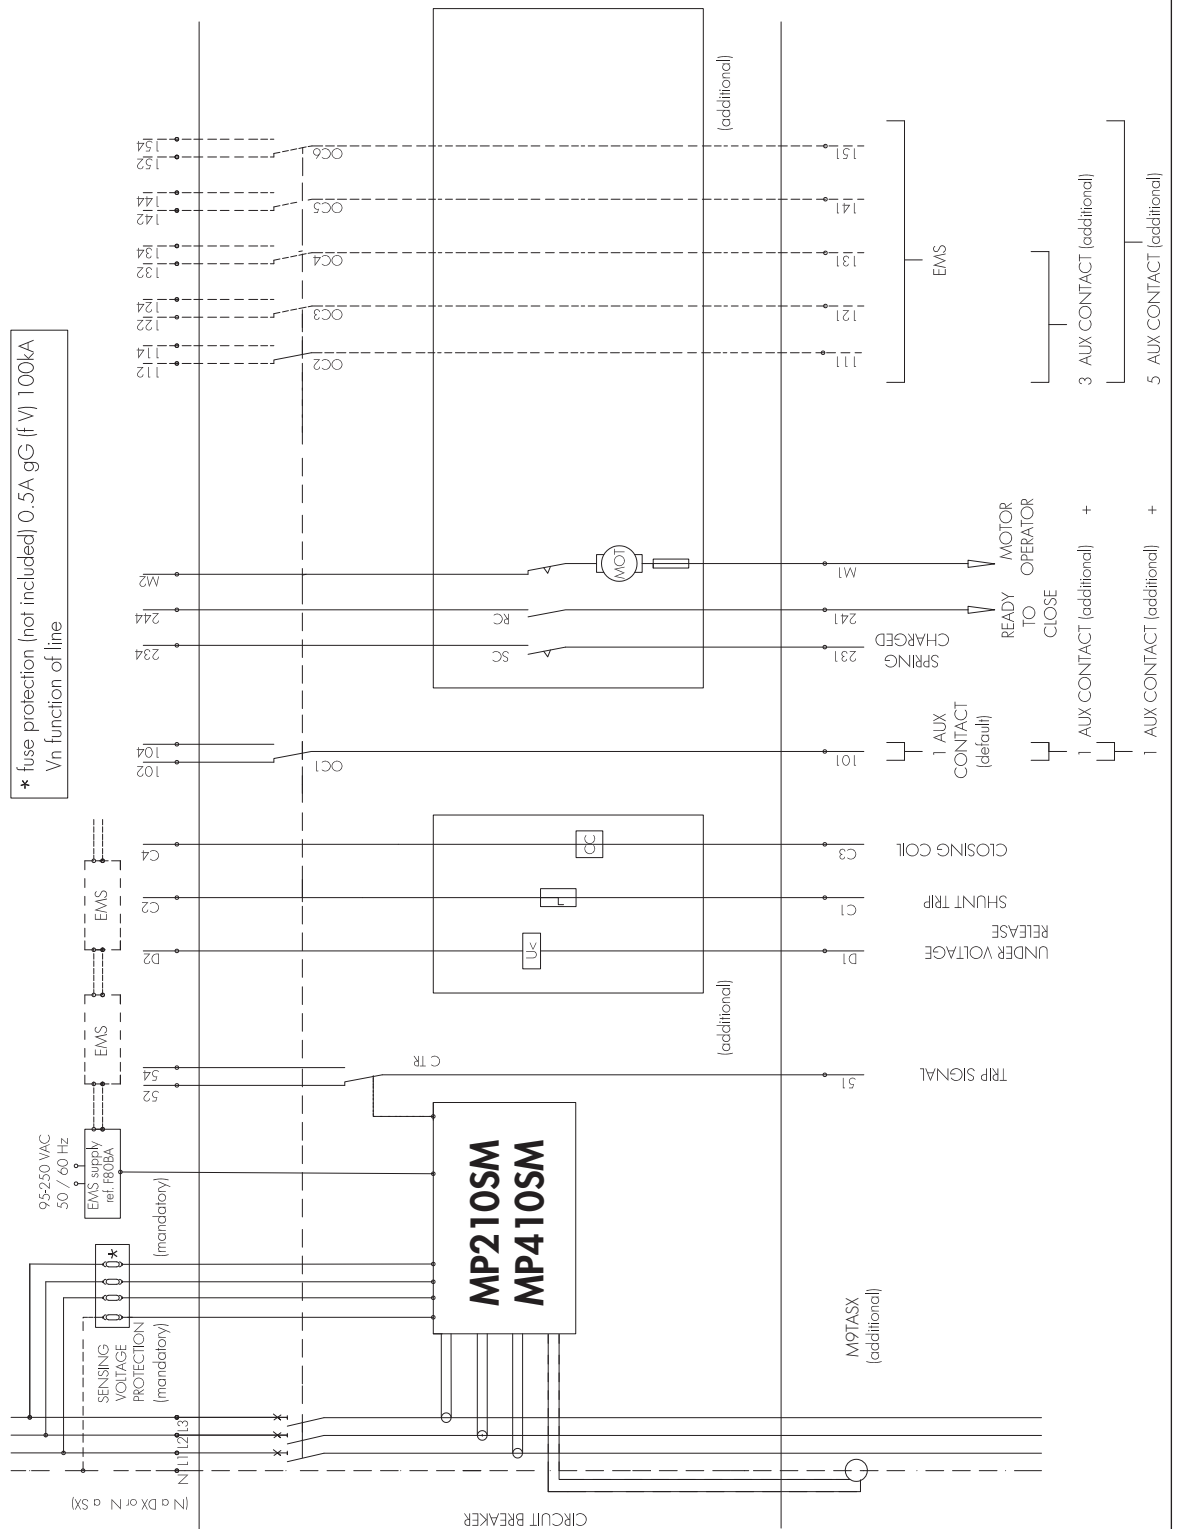 * fuse protection (not included) 0.5A gG (f V) 100kA
Vn function of line
95-250 VAC
50 / 60 Hz
EMS supply
ref. F80BA
(mandatory)
EMS
EMS
SENSING
VOLTAGE
PROTECTION
(mandatory)
(N a DX or N a SX)
N
L1
L2
L3
52
54
D2
C2
C4
102
104
234
244
M2
112
114
122
124
132
134
142
144
152
154
C TR
OC1
OC2
OC3
OC4
OC5
OC6
MP210SM
MP410SM
U<
CC
SC
RC
MOT
(additional)
(additional)
CIRCUIT BREAKER
M9TASX
(additional)
51
D1
C1
C3
101
231
241
M1
111
121
131
141
151
TRIP SIGNAL
UNDER VOLTAGE
RELEASE
SHUNT TRIP
CLOSING COIL
1 AUX
CONTACT
(default)
SPRING
CHARGED
READY
TO
CLOSE
MOTOR
OPERATOR
EMS
1 AUX CONTACT (additional) + 3 AUX CONTACT (additional)
1 AUX CONTACT (additional) + 5 AUX CONTACT (additional)